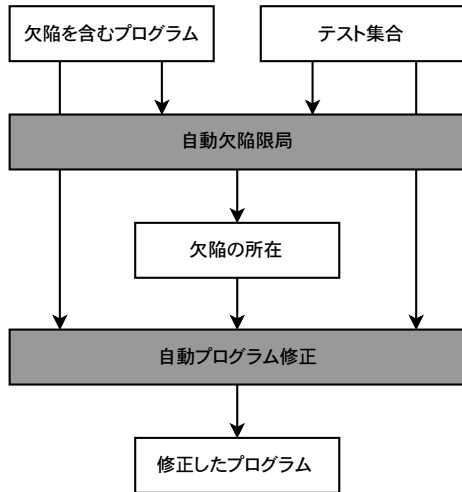 欠陥を含むプログラム
テスト集合
自動欠陥限局
欠陥の所在
自動プログラム修正
修正したプログラム